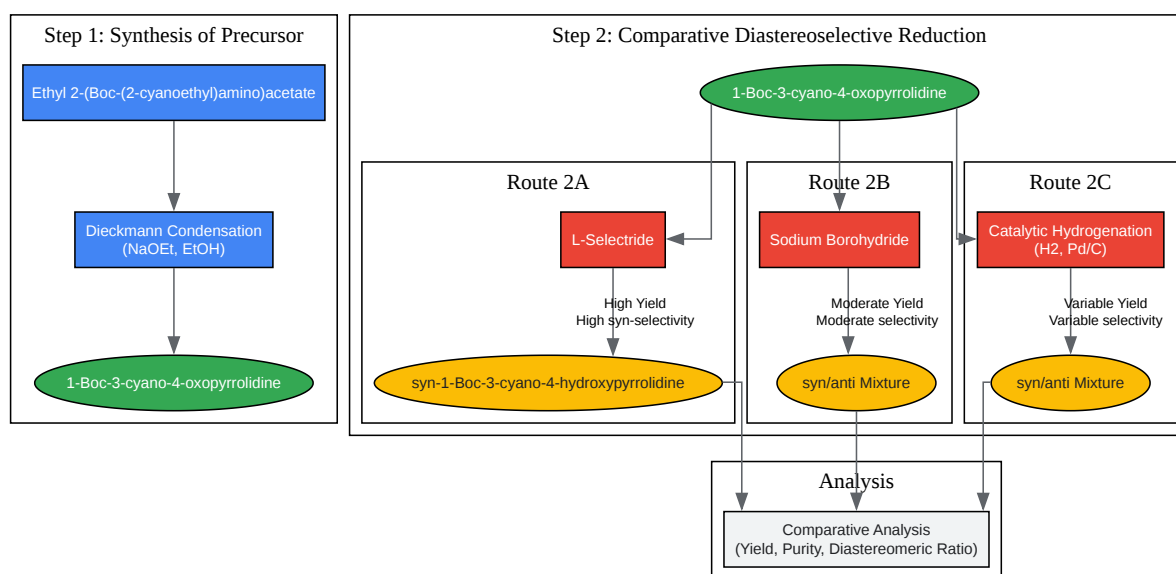 Step 1: Synthesis of Precursor
Ethyl 2-(Boc-(2-cyanoethyl)amino)acetate
Dieckmann Condensation
(NaOEt, EtOH)
1-Boc-3-cyano-4-oxopyrrolidine
Step 2: Comparative Diastereoselective Reduction
1-Boc-3-cyano-4-oxopyrrolidine
Route 2A
L-Selectride
High Yield
High syn-selectivity
syn-1-Boc-3-cyano-4-hydroxypyrrolidine
Route 2B
Sodium Borohydride
Moderate Yield
Moderate selectivity
syn/anti Mixture
Route 2C
Catalytic Hydrogenation
(H2, Pd/C)
Variable Yield
Variable selectivity
syn/anti Mixture
Analysis
Comparative Analysis
(Yield, Purity, Diastereomeric Ratio)